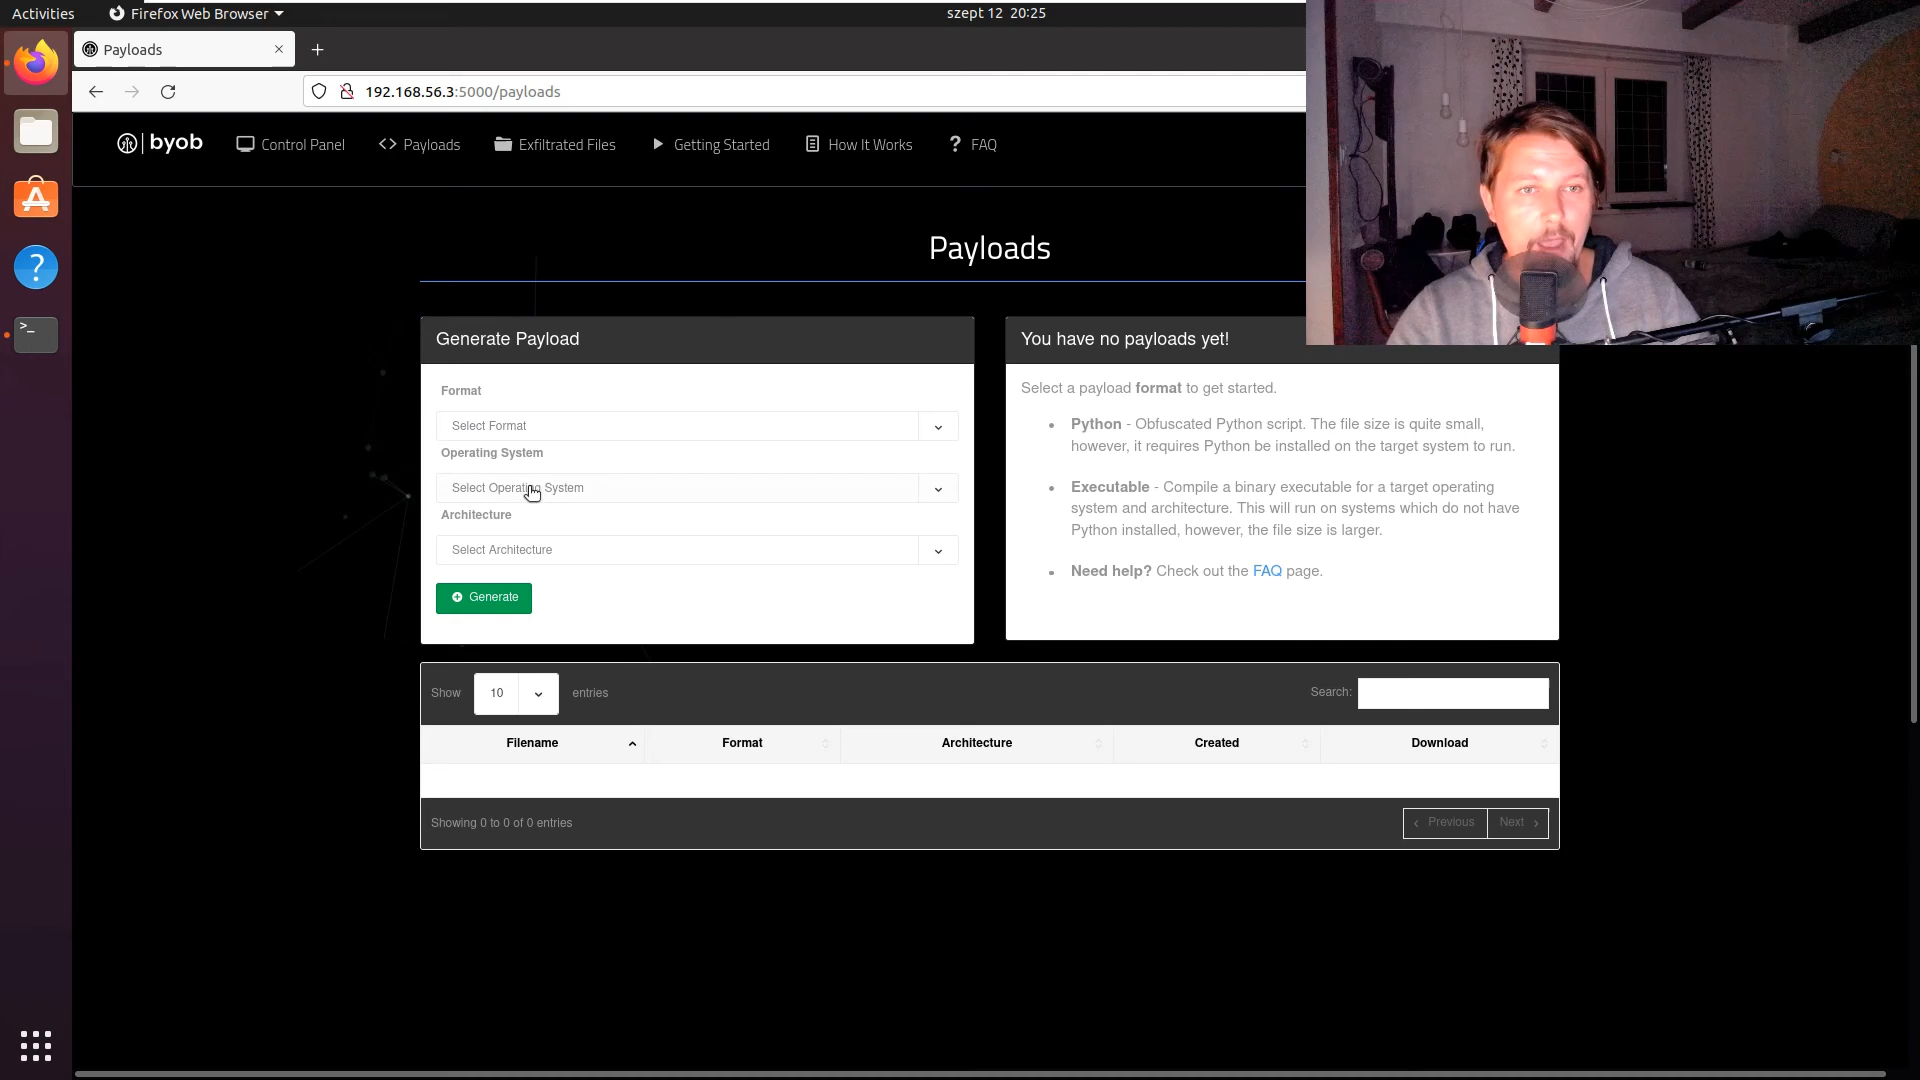 Activities
Firefox Web Browser
szept 12 20:25
Payloads
192.168.56.3:5000/payloads
byob
Control Panel
Payloads
Exfiltrated Files
Getting Started
How It Works
? FAQ
Payloads
Generate Payload
Format
Select Format
Operating System
Select Operating System
Architecture
Select Architecture
Generate
You have no payloads yet!
Select a payload format to get started.
Python - Obfuscated Python script. The file size is quite small,
however, it requires Python be installed on the target system to run.
Executable - Compile a binary executable for a target operating
system and architecture. This will run on systems which do not have
Python installed, however, the file size is larger.
Need help? Check out the FAQ page.
Show 10 entries
Search:
Filename Format Architecture Created Download
Showing 0 to 0 of 0 entries
Previous Next